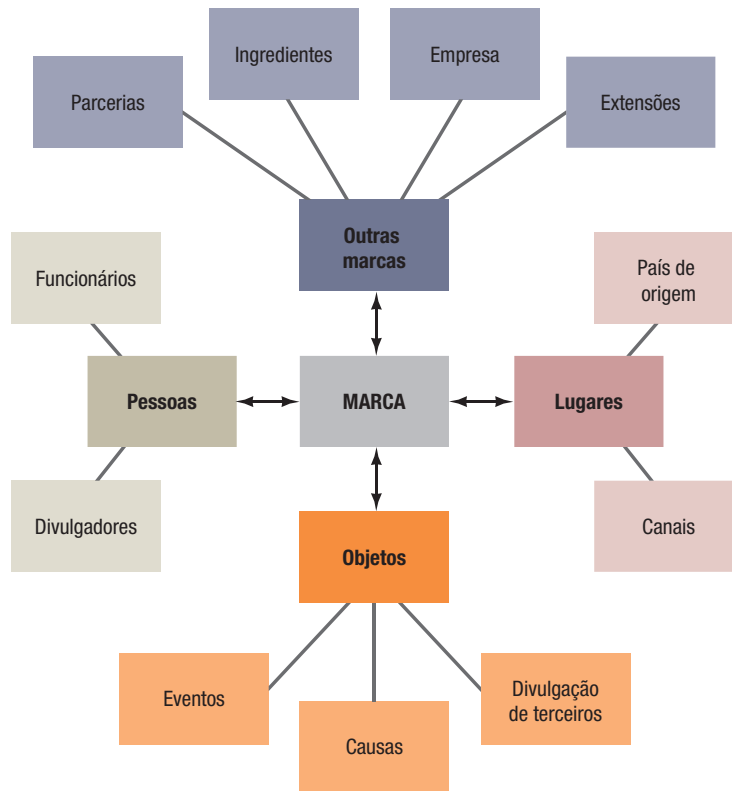 Ingredientes
Empresa
Parcerias
Extensões
Outras
marcas
Funcionários
País de
origem
Pessoas
MARCA
Lugares
Divulgadores
Canais
Objetos
Eventos
Causas
Divulgação
de terceiros